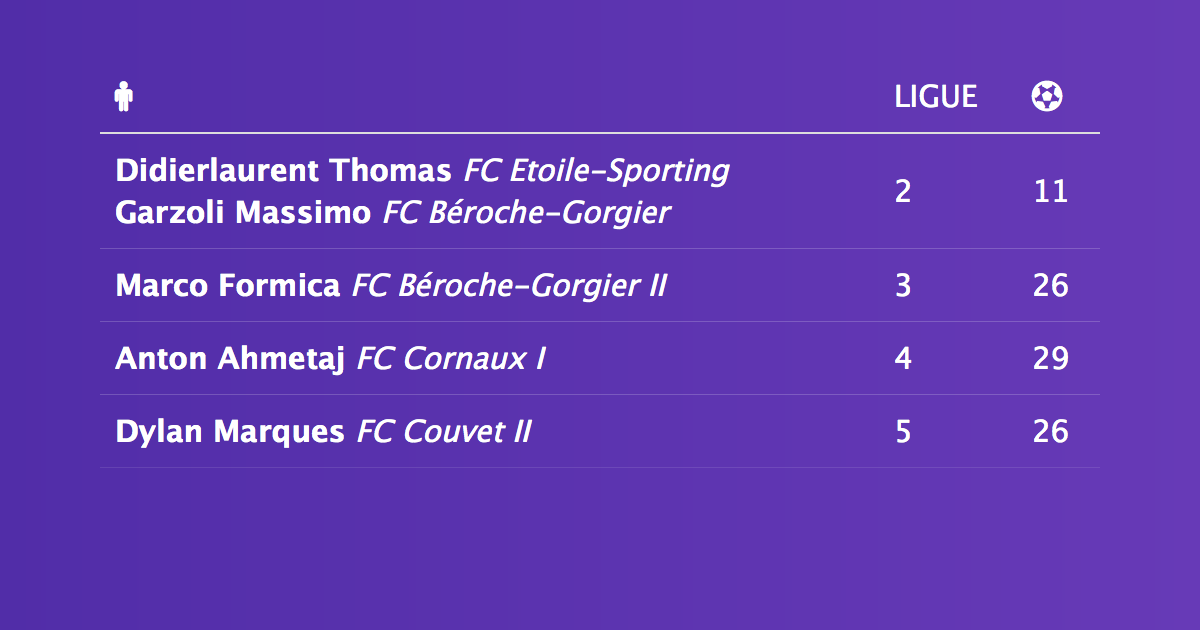 LIGUE
Didierlaurent Thomas FC Etoile-Sporting
Garzoli Massimo FC Béroche-Gorgier
2 11
Marco Formica FC Béroche-Gorgier II 3 26
Anton Ahmetaj FC Cornaux I 4 29
Dylan Marques FC Couvet II 5 26